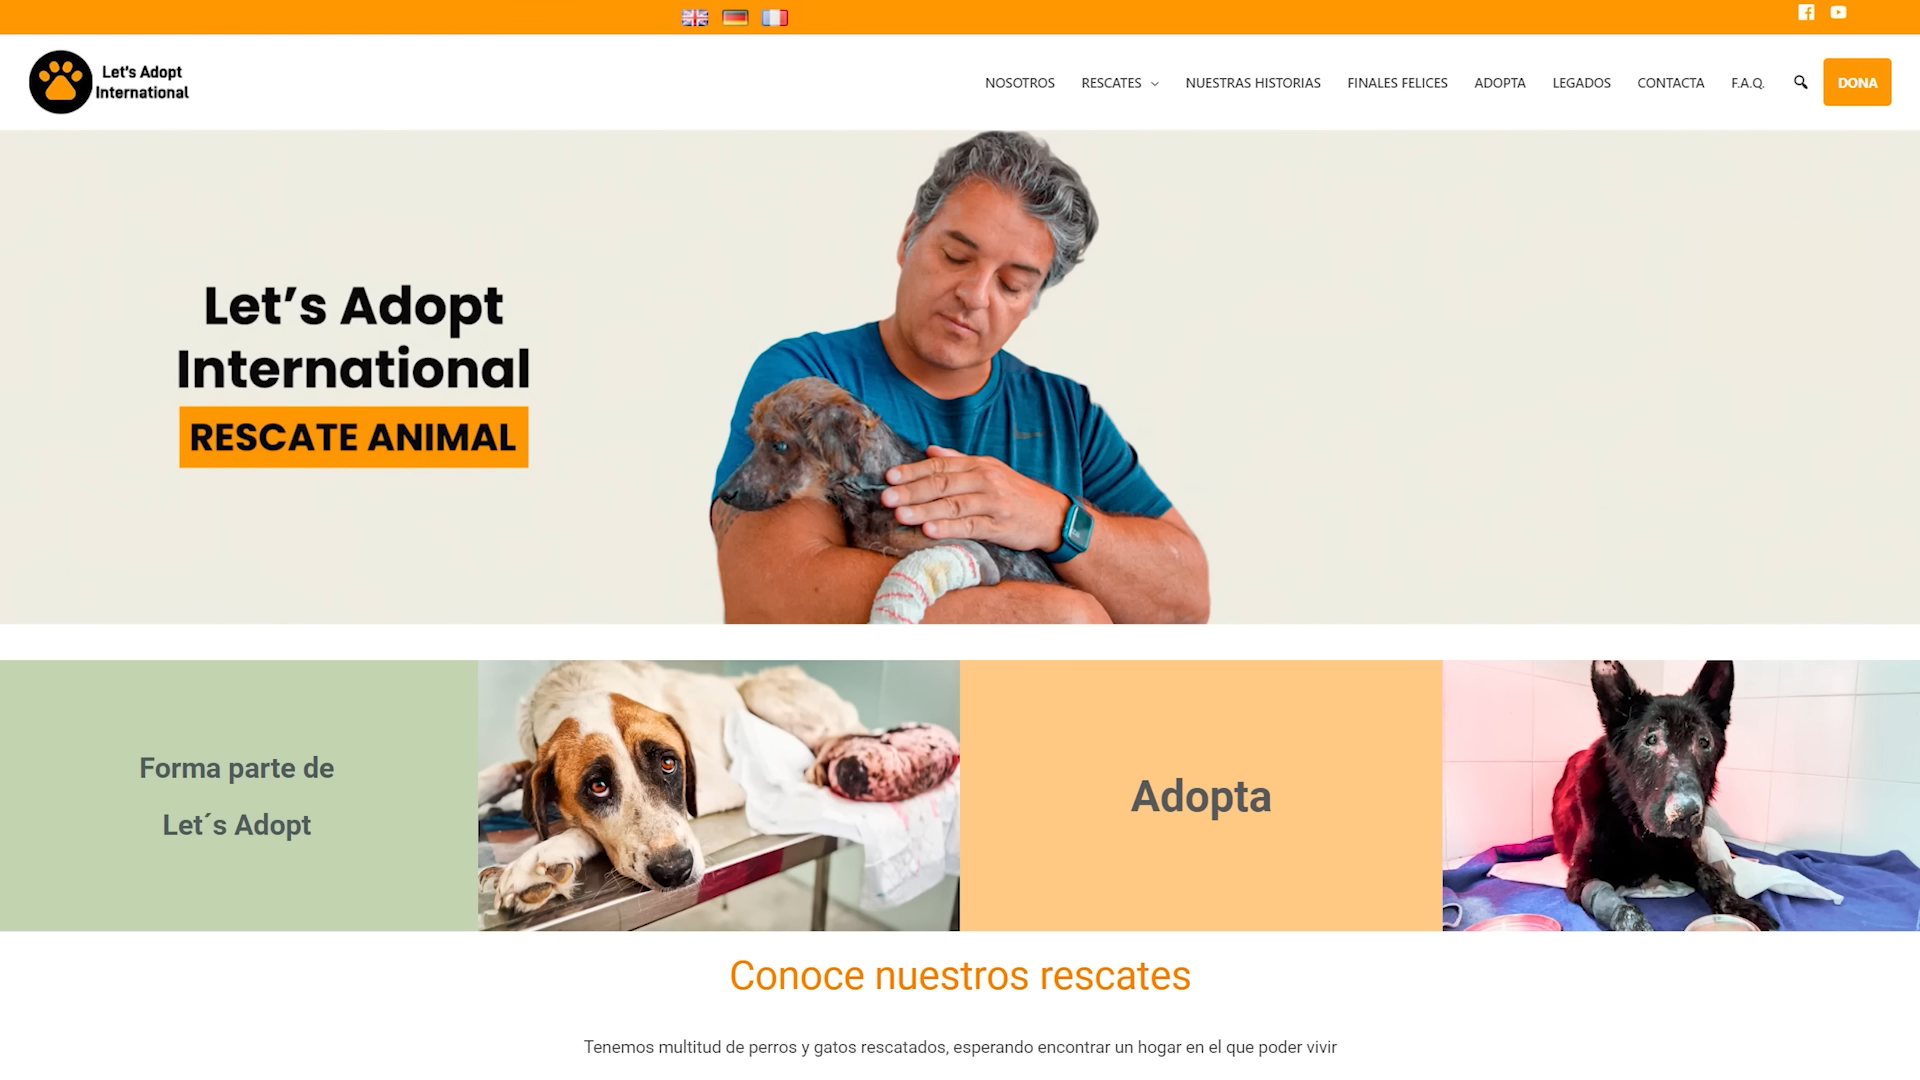 Let's Adopt
International
NOSOTROS RESCATES NUESTRAS HISTORIAS FINALES FELICES ADOPTA LEGADOS CONTACTA F.A.Q. DONA
Let’s Adopt
International
RESCATE ANIMAL
Forma parte de
Let´s Adopt
Adopta
Conoce nuestros rescates
Tenemos multitud de perros y gatos rescatados, esperando encontrar un hogar en el que poder vivir